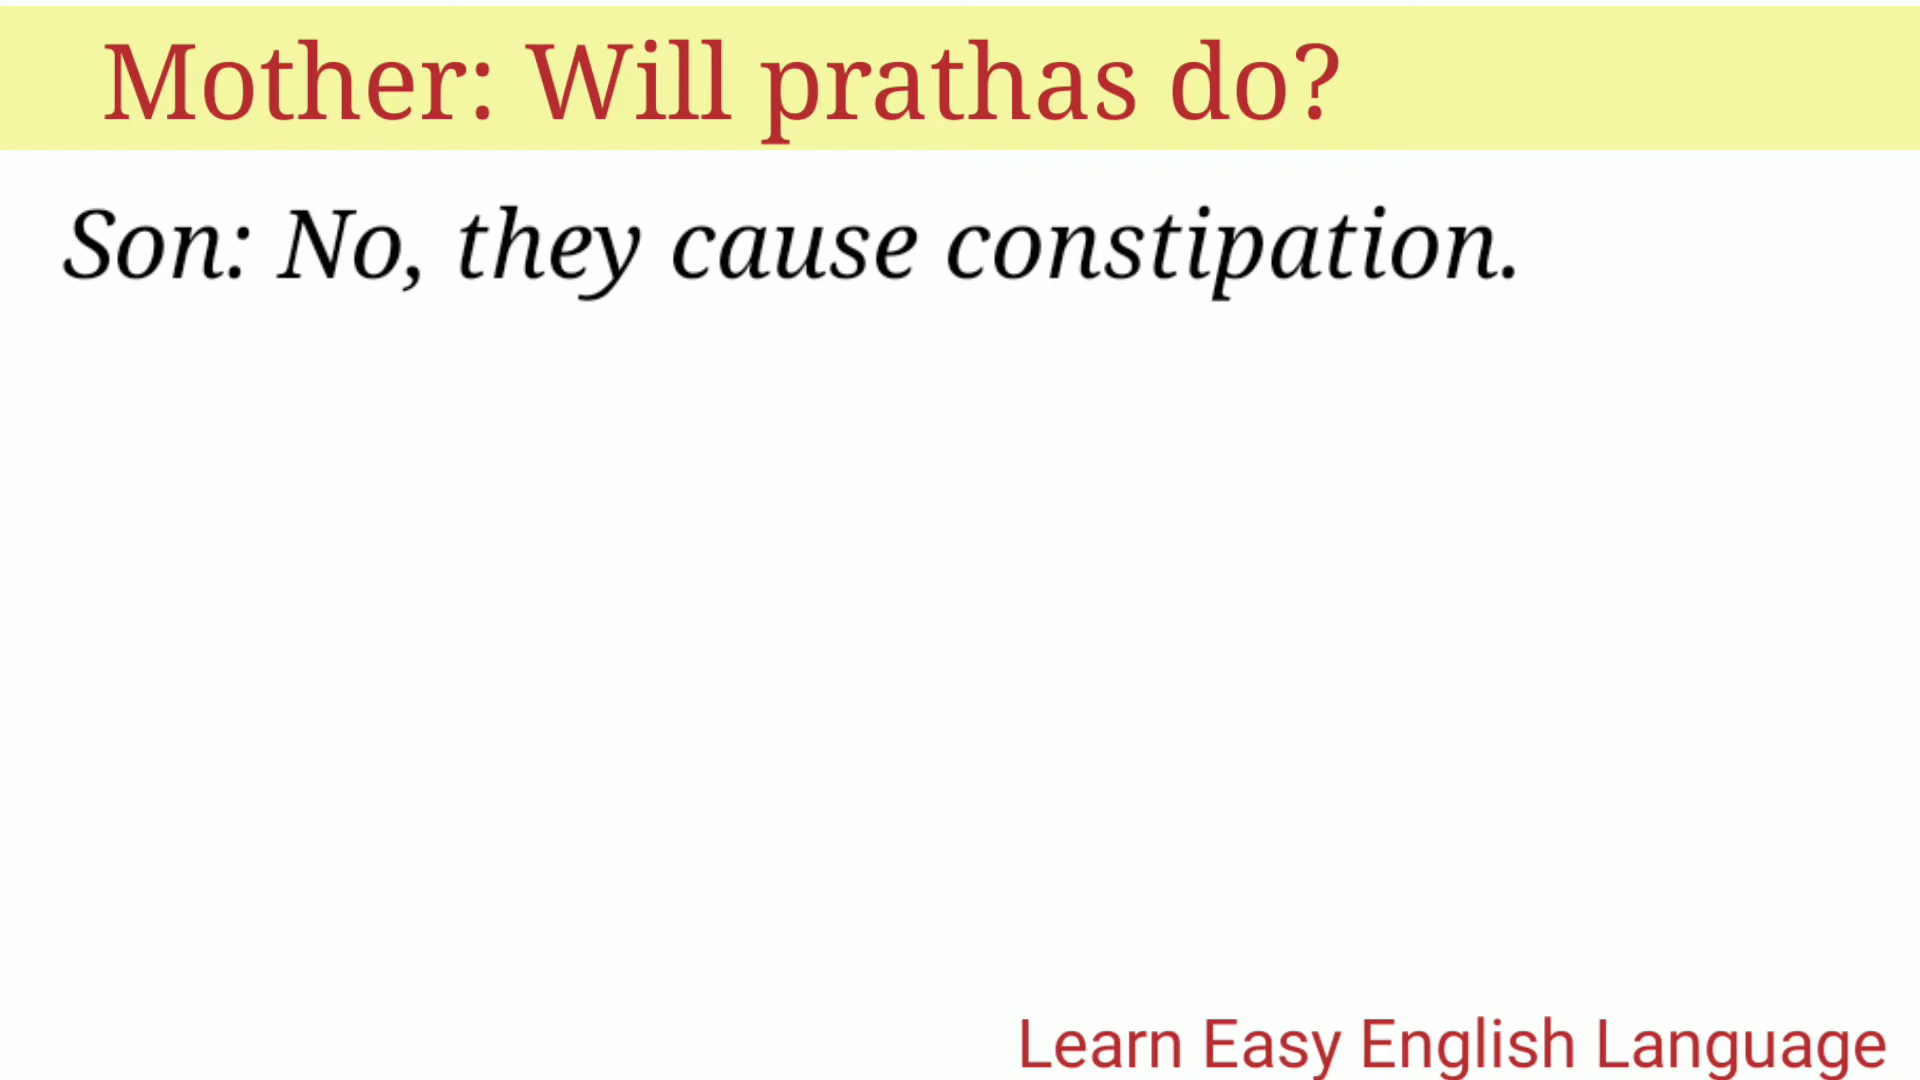 Mother: Will prathas do?
Son: No, they cause constipation.
Learn Easy English Language